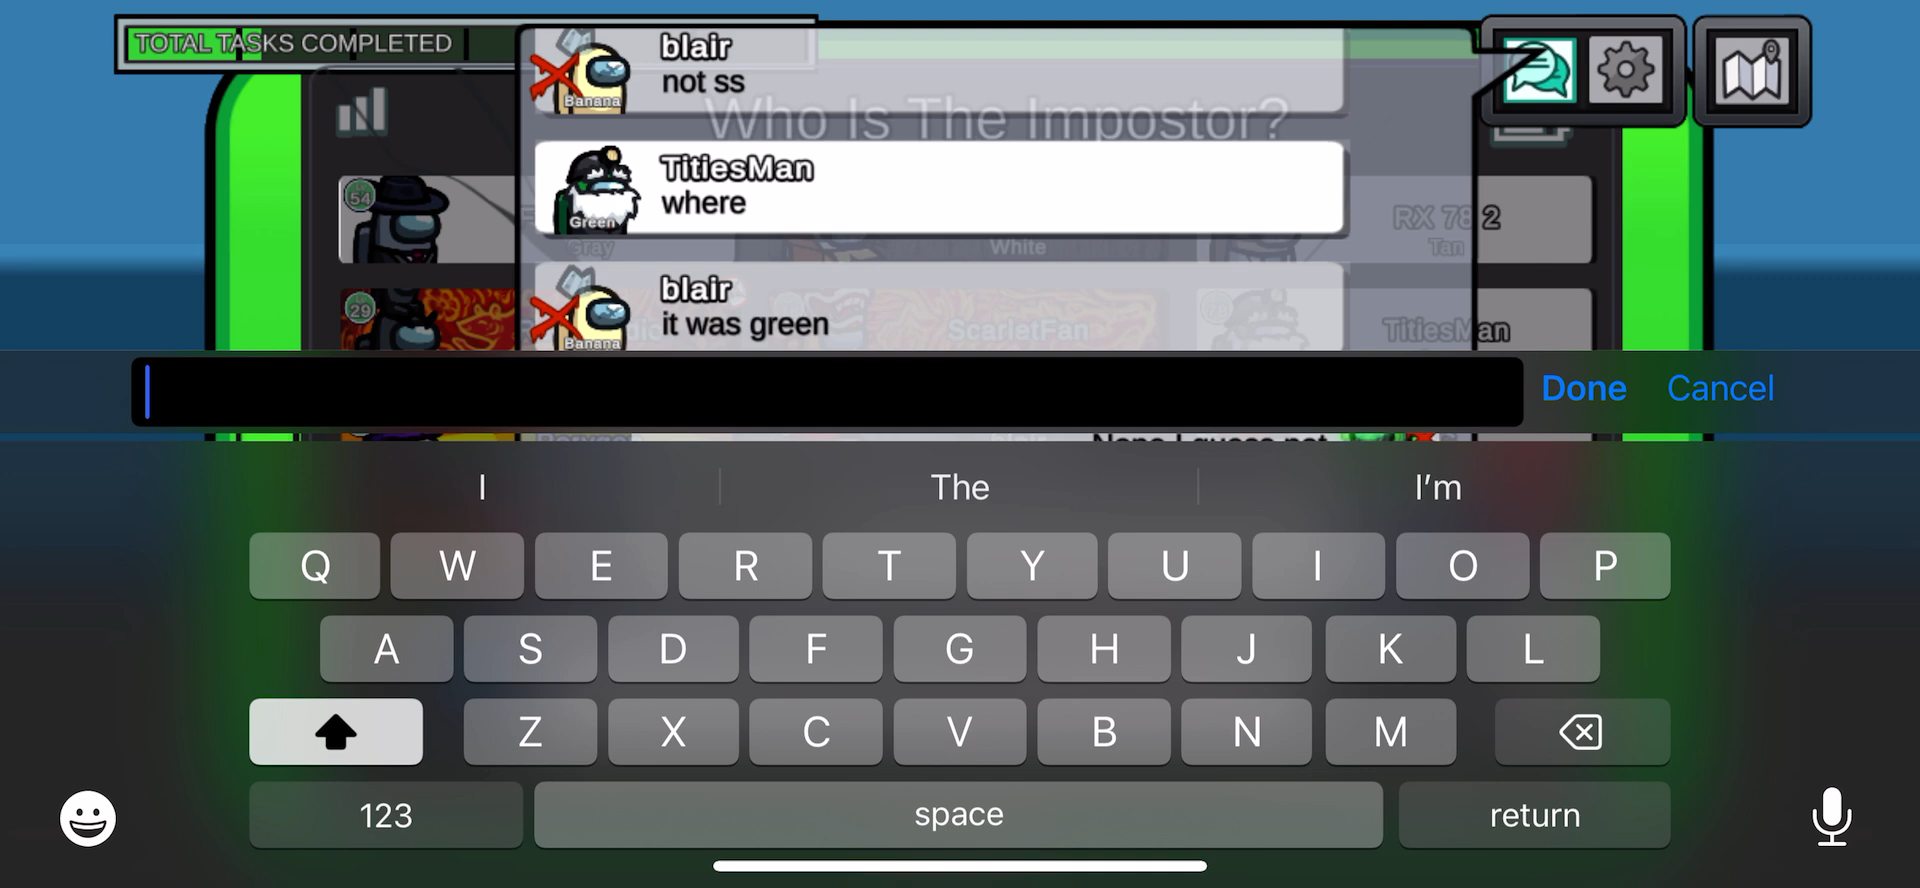 TOTAL TASKS COMPLETED
blair
not ss
Banana
Who Is The Impostor?
TitiesMan
where
Green
54
Gray
White
RX 78 2
Tan
blair
it was green
Banana
29
ScarletFan
TitiesMan
Done
Cancel
I
The
I'm
Q W E R T Y U I O P
A S D F G H J K L
Z X C V B N M
123
space
return